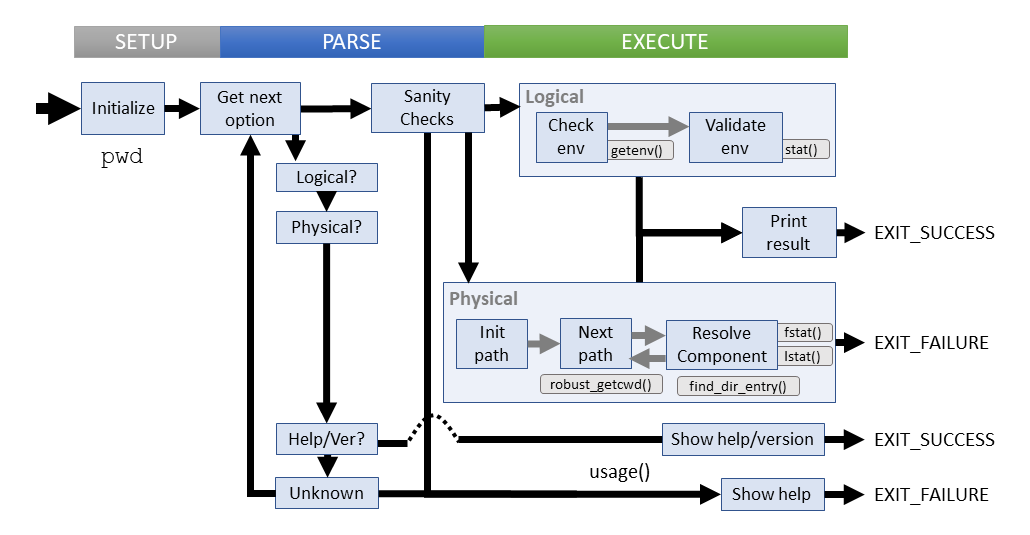 SETUP
PARSE
EXECUTE
Initialize
pwd
Get next
option
Sanity
Checks
Logical
Check
env
getenv()
Validate
env
stat()
Logical?
Physical?
Print
result
EXIT_SUCCESS
Physical
Init
path
Next
path
robust_getcwd()
Resolve
Component
fstat()
lstat()
find_dir_entry()
EXIT_FAILURE
Help/Ver?
Show help/version
EXIT_SUCCESS
usage()
Unknown
Show help
EXIT_FAILURE